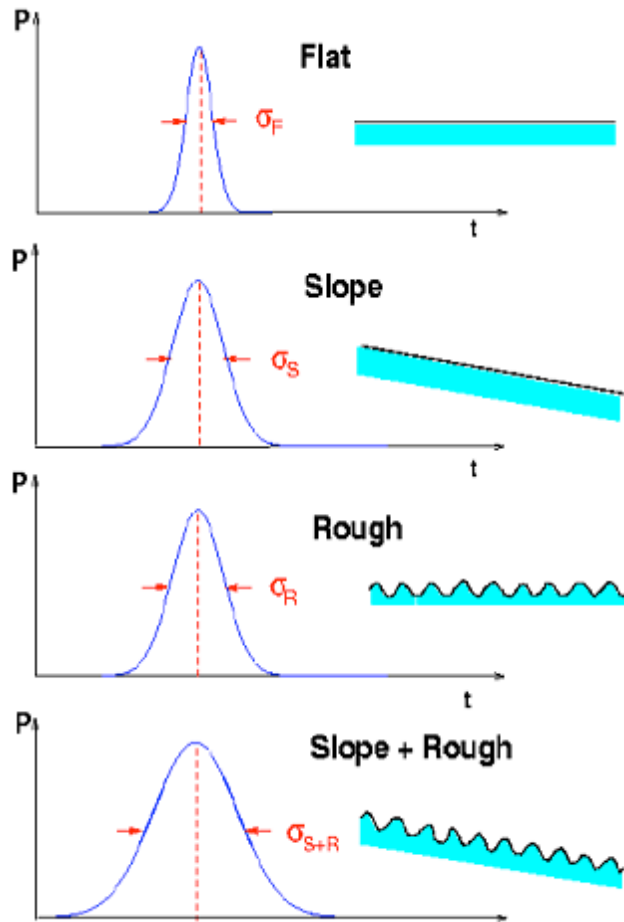 P
Flat
σF
t
P
Slope
σS
t
P
Rough
σR
t
P
Slope + Rough
σS+R